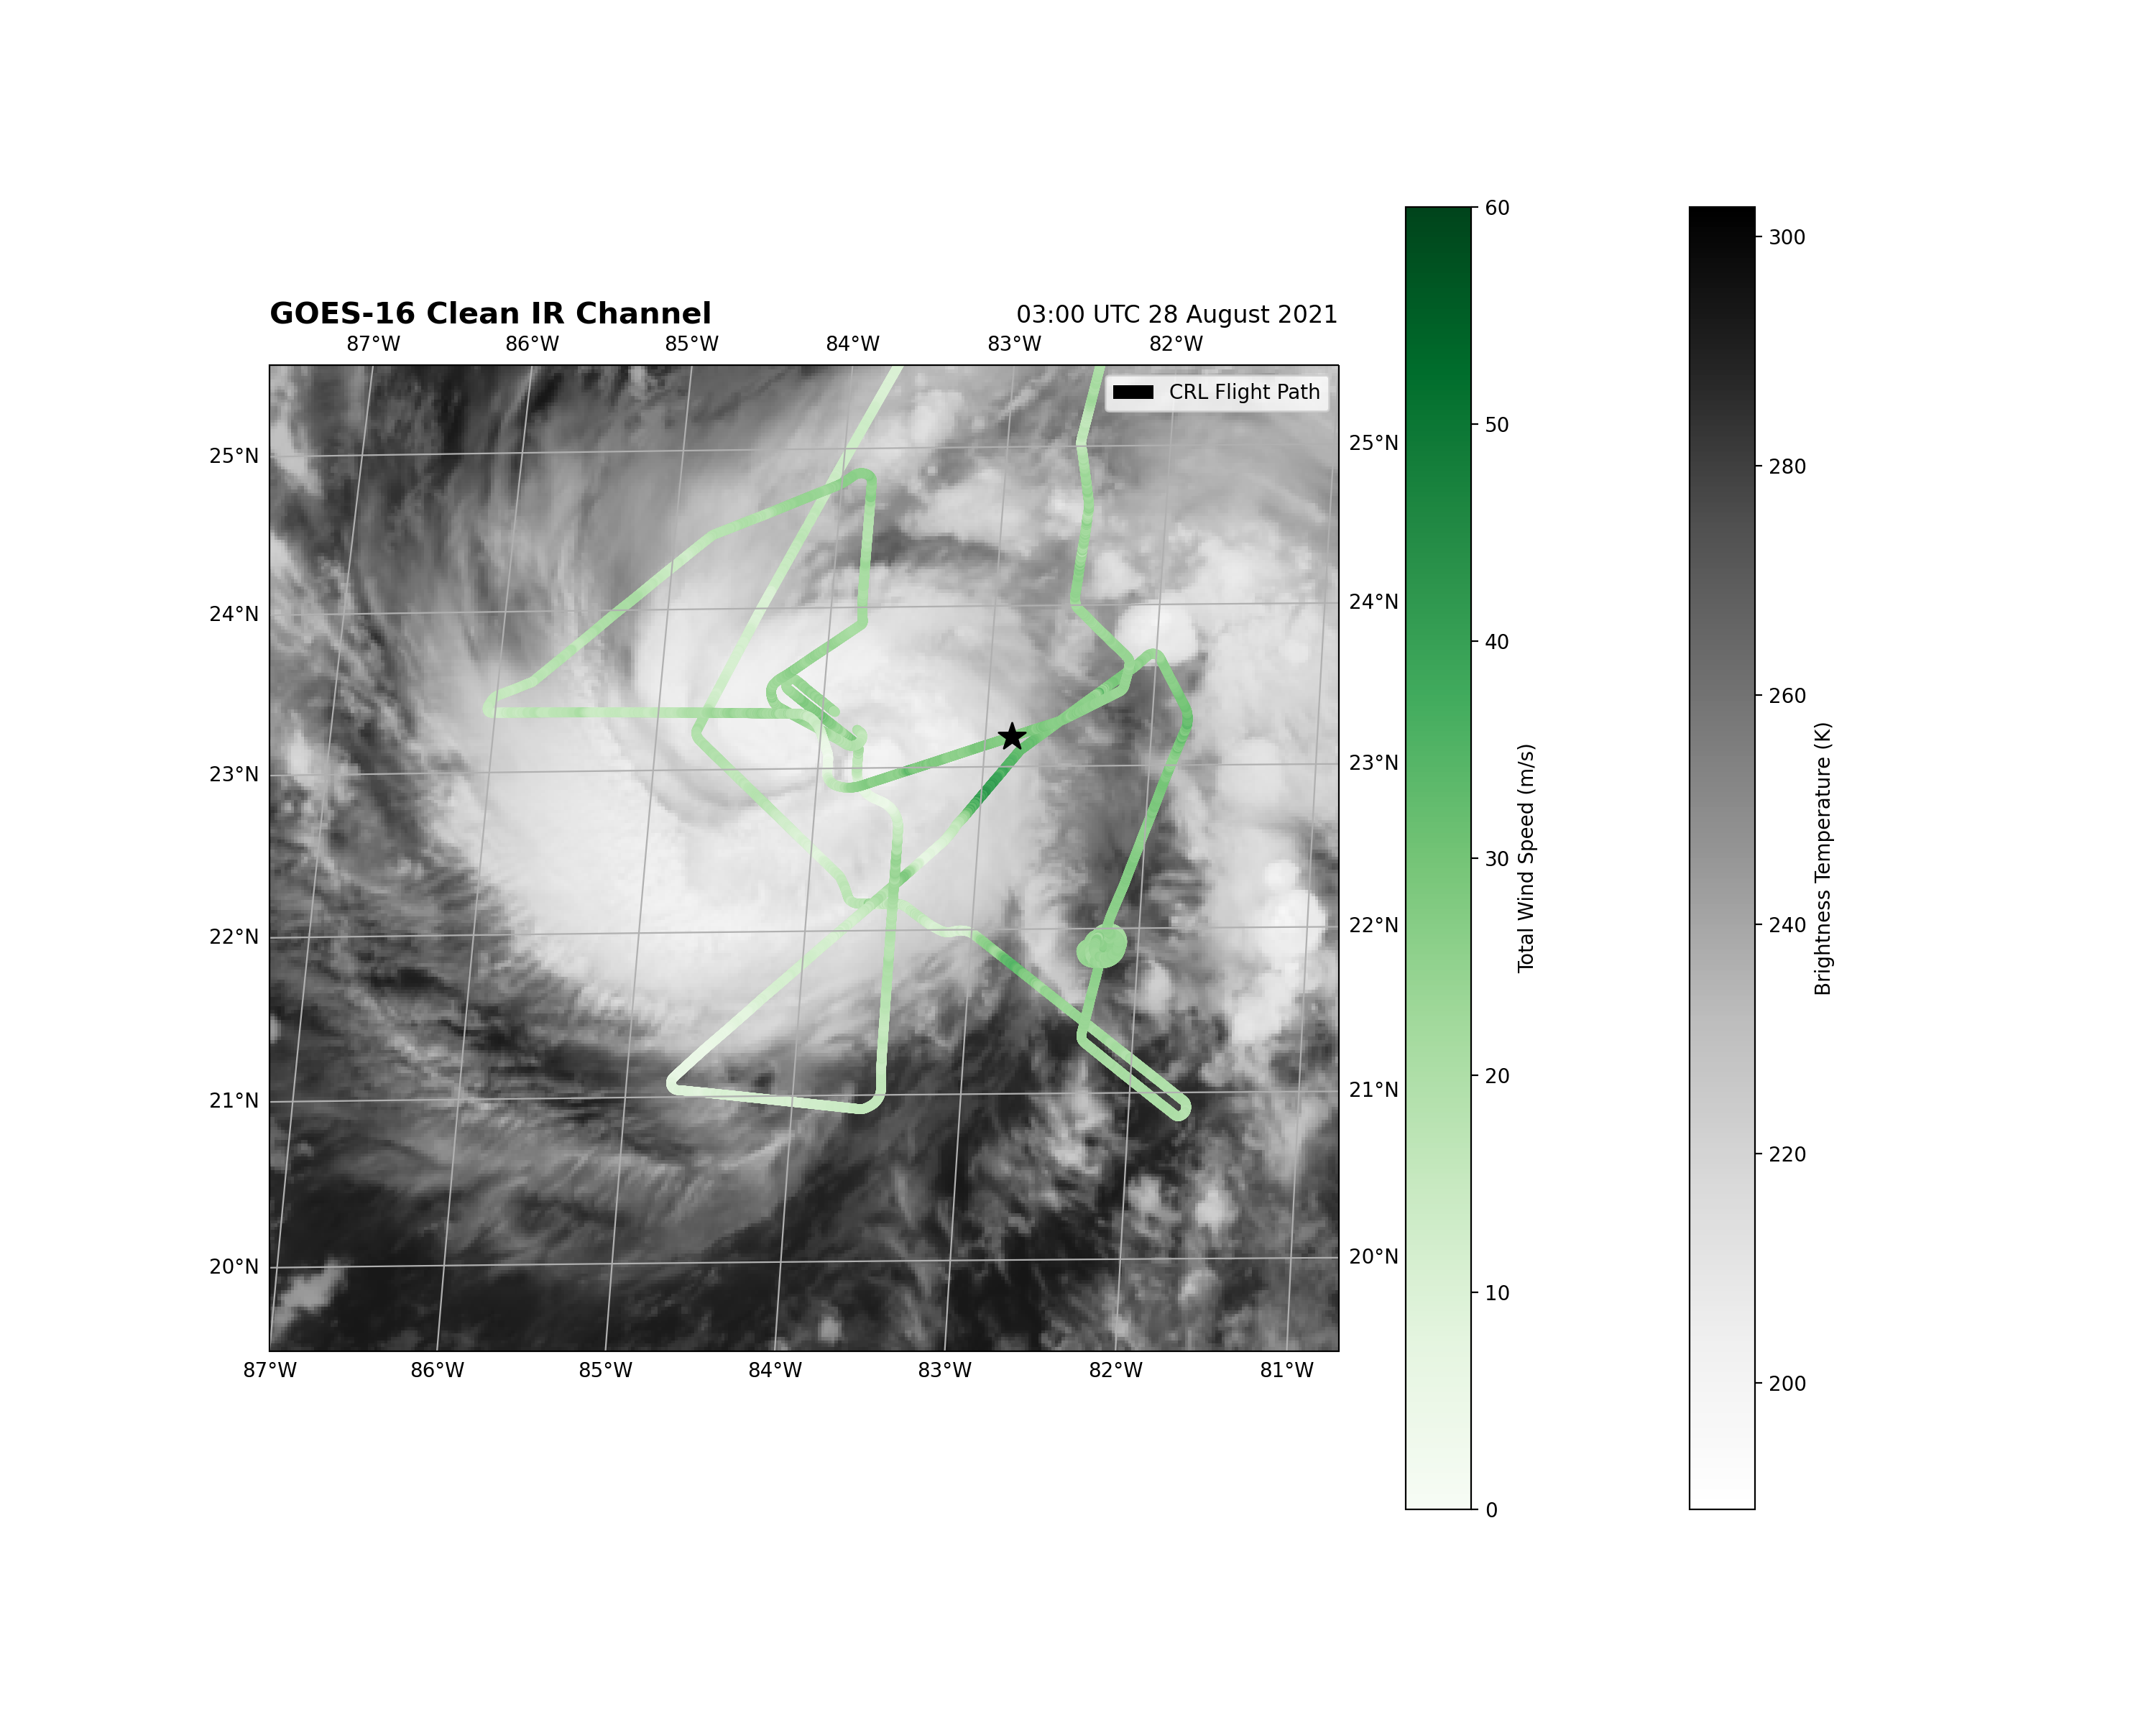 GOES-16 Clean IR Channel
03:00 UTC 28 August 2021
87°W 86°W 85°W 84°W 83°W 82°W
CRL Flight Path
25°N
24°N
23°N
22°N
21°N
20°N
25°N
24°N
23°N
22°N
21°N
20°N
87°W 86°W 85°W 84°W 83°W 82°W 81°W
60
50
40
30
20
10
0
Total Wind Speed (m/s)
300
280
260
240
220
200
Brightness Temperature (K)